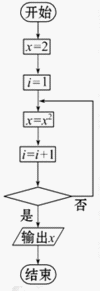 开始
x=2
i=1
x=x²
i=i+1
否
是
输出x
结束